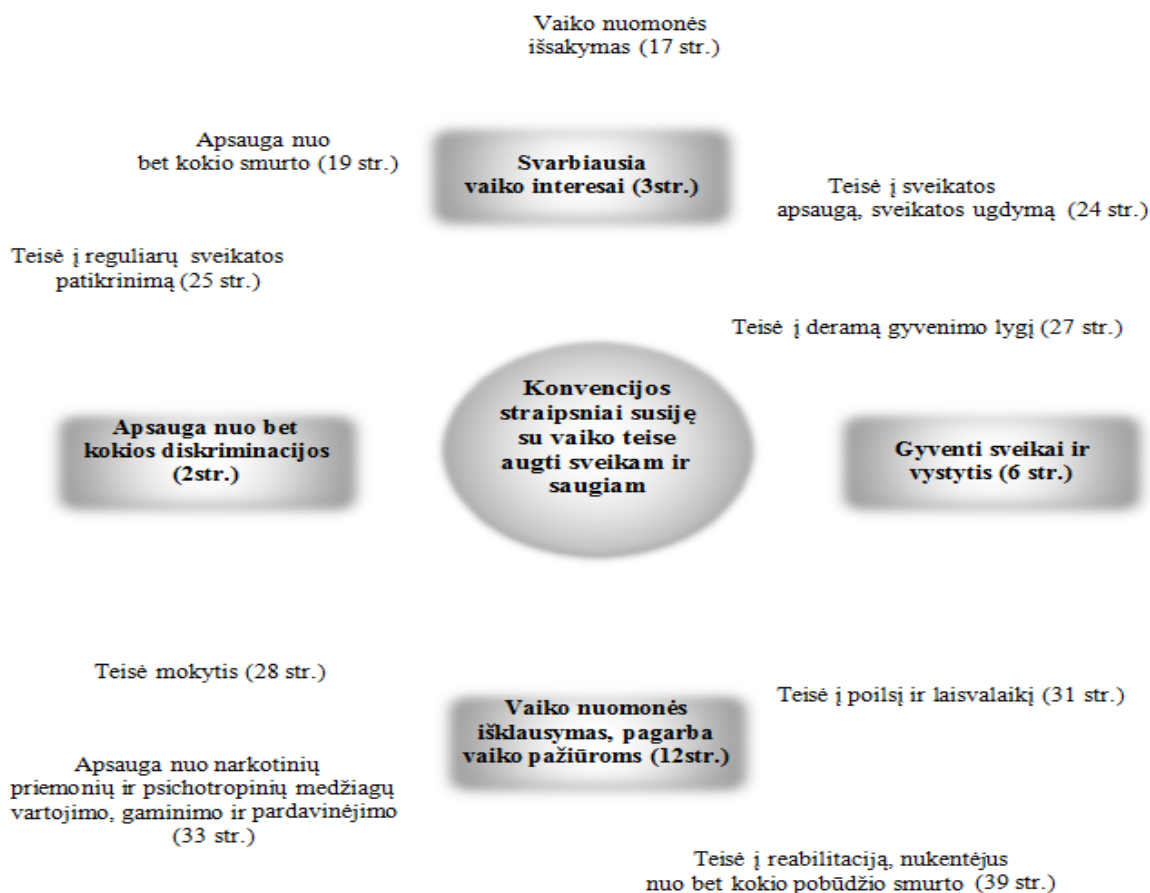 Vaiko nuomonės
išsakymas (17 str.)
Apsauga nuo
bet kokio smurto (19 str.)
Svarbiausia
vaiko interesai (3str.)
Teisė į sveikatos
apsaugą, sveikatos ugdymą (24 str.)
Teisė į reguliarų sveikatos
patikrinimą (25 str.)
Teisė į deramą gyvenimo lygį (27 str.)
Apsauga nuo bet
kokios diskriminacijos
(2str.)
Konvencijos
straipsniai susiję
su vaiko teise
augti sveikam ir
saugiam
Gyventi sveikai ir
vystytis (6 str.)
Teisė mokytis (28 str.)
Vaiko nuomonės
išklausymas, pagarba
vaiko pažiūroms (12str.)
Teisė į poilsį ir laisvalaikį (31 str.)
Apsauga nuo narkotinių
priemonių ir psichotropinių medžiagų
vartojimo, gaminimo ir pardavinėjimo
(33 str.)
Teisė į reabilitaciją, nukentėjus
nuo bet kokio pobūdžio smurto (39 str.)